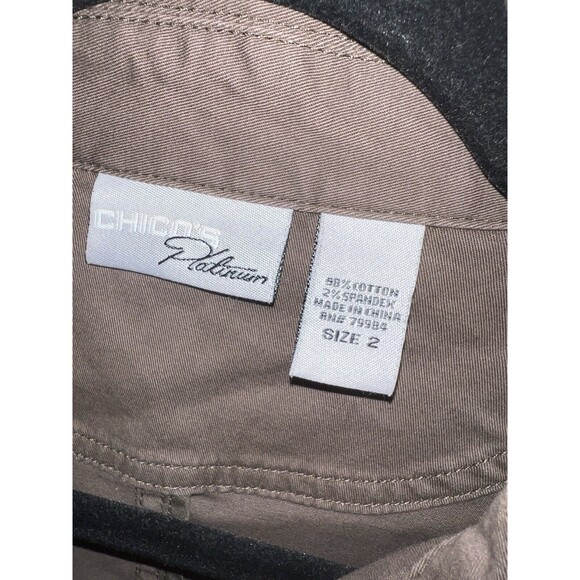 CHICO'S
Platinum
98% COTTON
2% SPANDEX
MADE IN CHINA
RN# 79984
SIZE 2